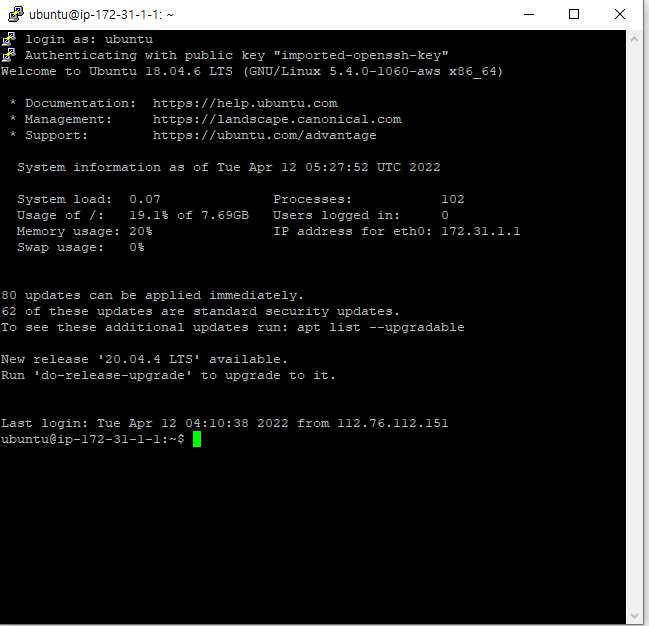 ubuntu@ip-172-31-1-1: ~
login as: ubuntu
Authenticating with public key "imported-openssh-key"
Welcome to Ubuntu 18.04.6 LTS (GNU/Linux 5.4.0-1060-aws x86_64)
* Documentation:  https://help.ubuntu.com
* Management:     https://landscape.canonical.com
* Support:        https://ubuntu.com/advantage
System information as of Tue Apr 12 05:27:52 UTC 2022
System load:  0.07              Processes:           102
Usage of /:   19.1% of 7.69GB   Users logged in:     0
Memory usage: 20%               IP address for eth0: 172.31.1.1
Swap usage:   0%
80 updates can be applied immediately.
62 of these updates are standard security updates.
To see these additional updates run: apt list --upgradable
New release '20.04.4 LTS' available.
Run 'do-release-upgrade' to upgrade to it.
Last login: Tue Apr 12 04:10:38 2022 from 112.76.112.151
ubuntu@ip-172-31-1-1:~$